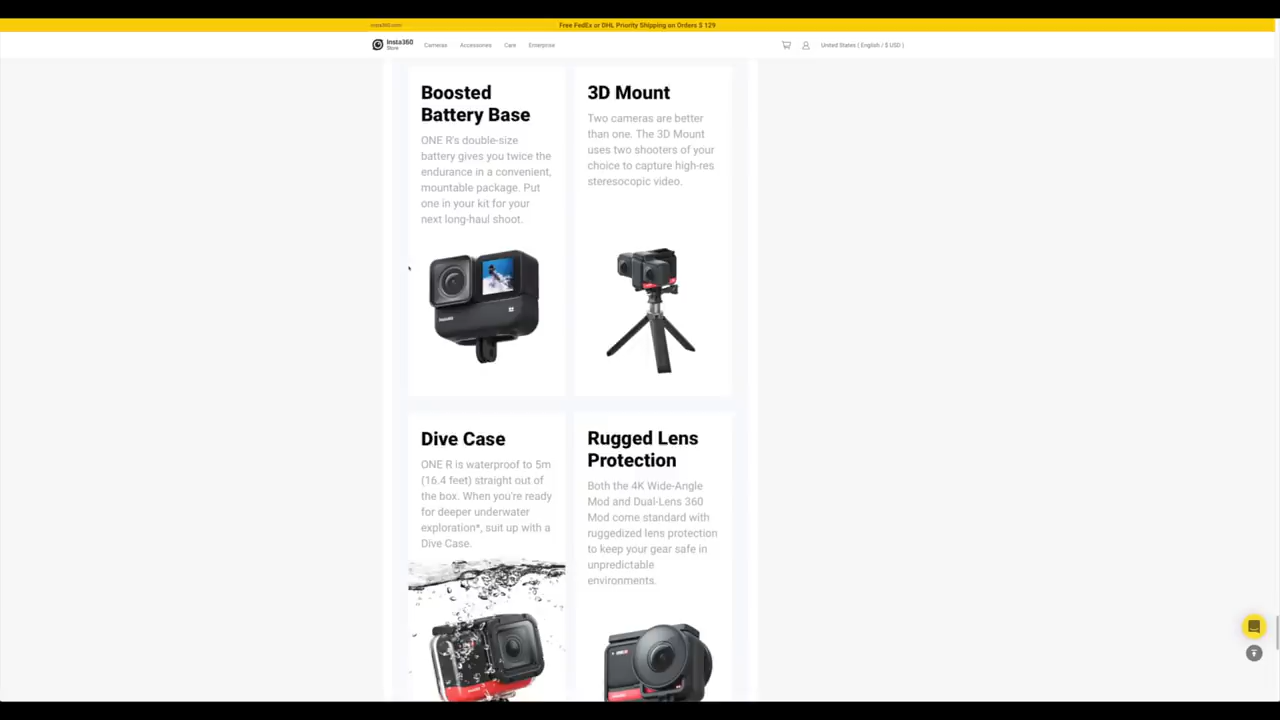 insta360.com
Free FedEx or DHL Priority Shipping on Orders $ 129
Insta360
Store
Cameras
Accessories
Care
Enterprise
United States ( English / $ USD )
Boosted
Battery Base
ONE R's double-size
battery gives you twice the
endurance in a convenient,
mountable package. Put
one in your kit for your
next long-haul shoot.
3D Mount
Two cameras are better
than one. The 3D Mount
uses two shooters of your
choice to capture high-res
steresocopic video.
Insta360
Dive Case
ONE R is waterproof to 5m
(16.4 feet) straight out of
the box. When you're ready
for deeper underwater
exploration*, suit up with a
Dive Case.
Rugged Lens
Protection
Both the 4K Wide-Angle
Mod and Dual-Lens 360
Mod come standard with
ruggedized lens protection
to keep your gear safe in
unpredictable
environments.